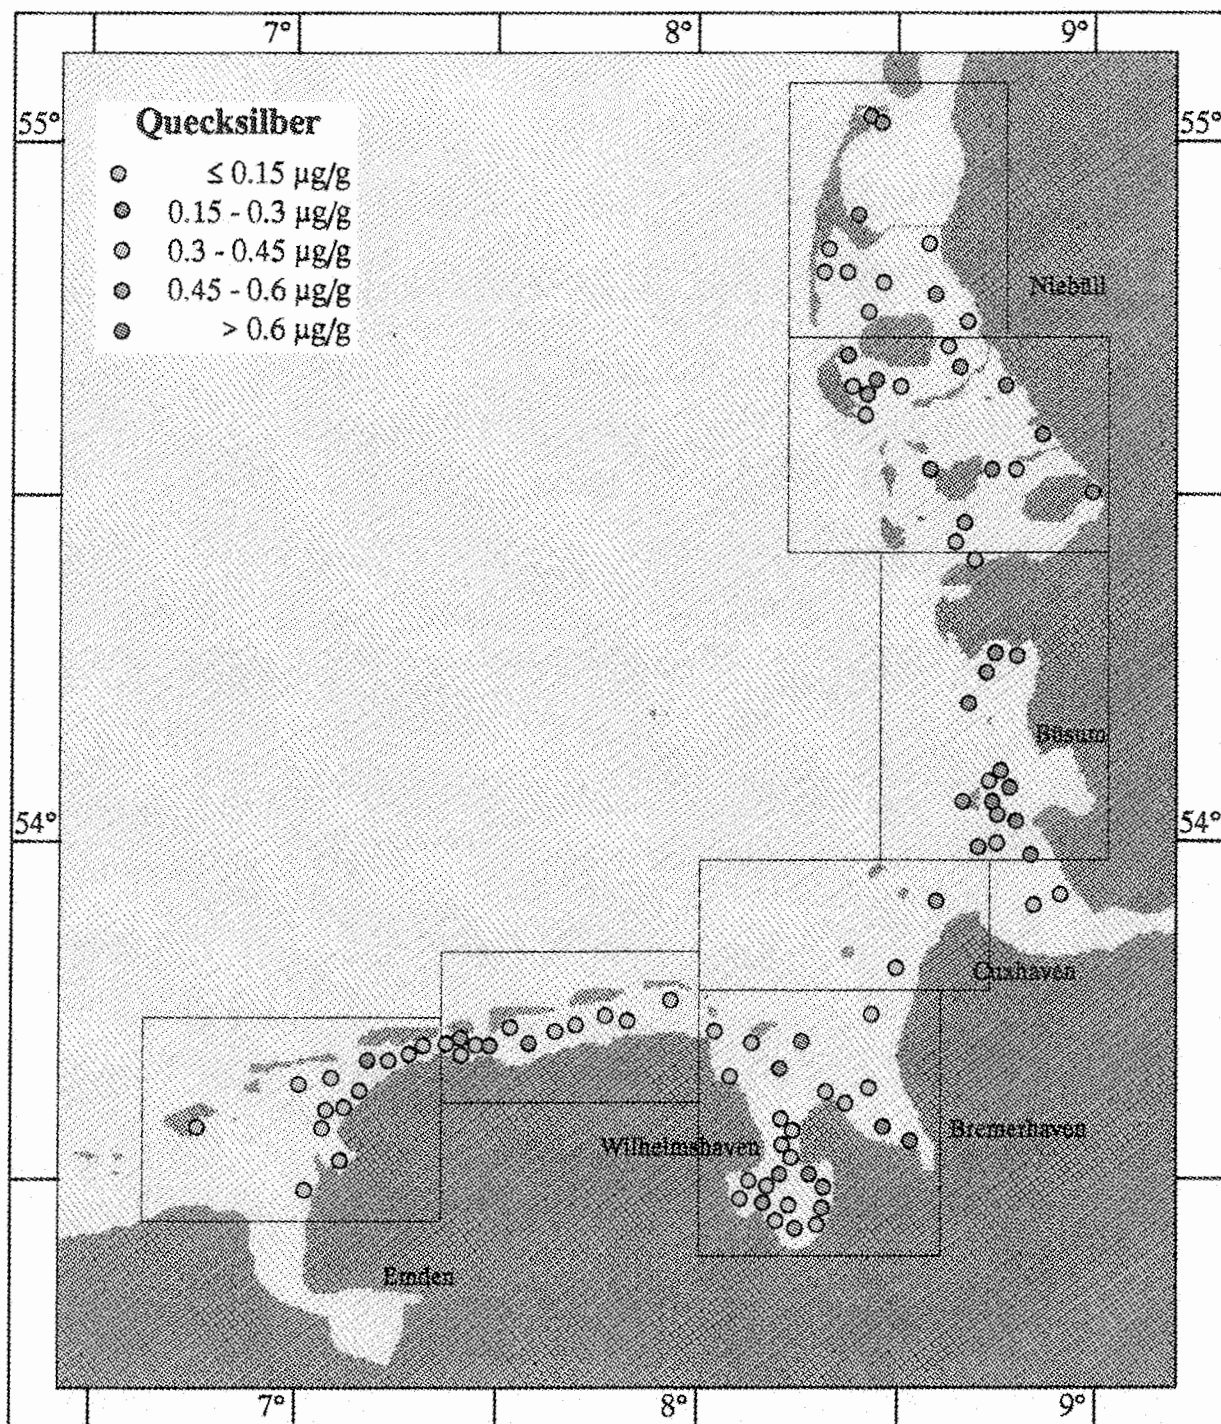 7° 8° 9°
55° 55°
Quecksilber
≤ 0.15 µg/g
0.15 - 0.3 µg/g
0.3 - 0.45 µg/g
0.45 - 0.6 µg/g
> 0.6 µg/g
Niebüll
Büsum
54° 54°
Cuxhaven
Wilhelmshaven Bremerhaven
Emden
7° 8° 9°